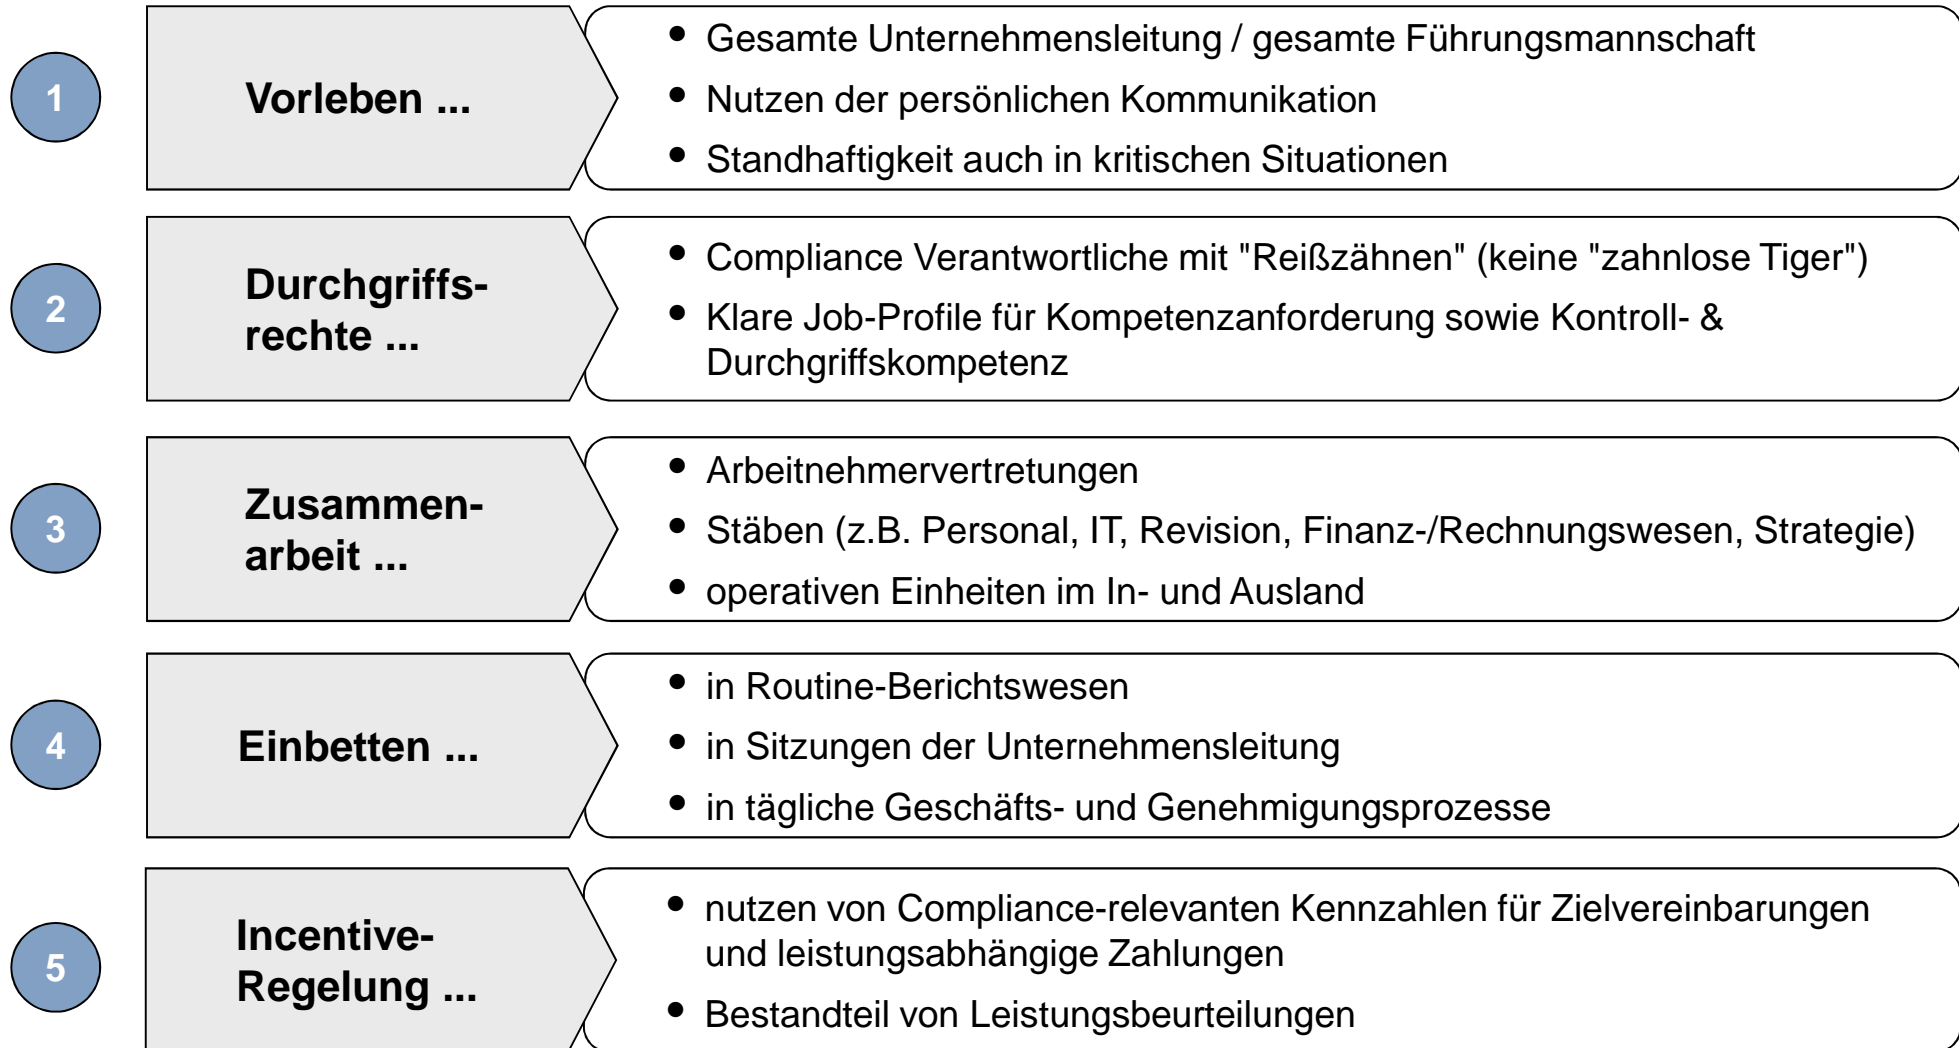 1
Vorleben ...
• Gesamte Unternehmensleitung / gesamte Führungsmannschaft
• Nutzen der persönlichen Kommunikation
• Standhaftigkeit auch in kritischen Situationen
2
Durchgriffs-
rechte ...
• Compliance Verantwortliche mit "Reißzähnen" (keine "zahnlose Tiger")
• Klare Job-Profile für Kompetenzanforderung sowie Kontroll- &
Durchgriffskompetenz
3
Zusammen-
arbeit ...
• Arbeitnehmervertretungen
• Stäben (z.B. Personal, IT, Revision, Finanz-/Rechnungswesen, Strategie)
• operativen Einheiten im In- und Ausland
4
Einbetten ...
• in Routine-Berichtswesen
• in Sitzungen der Unternehmensleitung
• in tägliche Geschäfts- und Genehmigungsprozesse
5
Incentive-
Regelung ...
• nutzen von Compliance-relevanten Kennzahlen für Zielvereinbarungen
und leistungsabhängige Zahlungen
• Bestandteil von Leistungsbeurteilungen